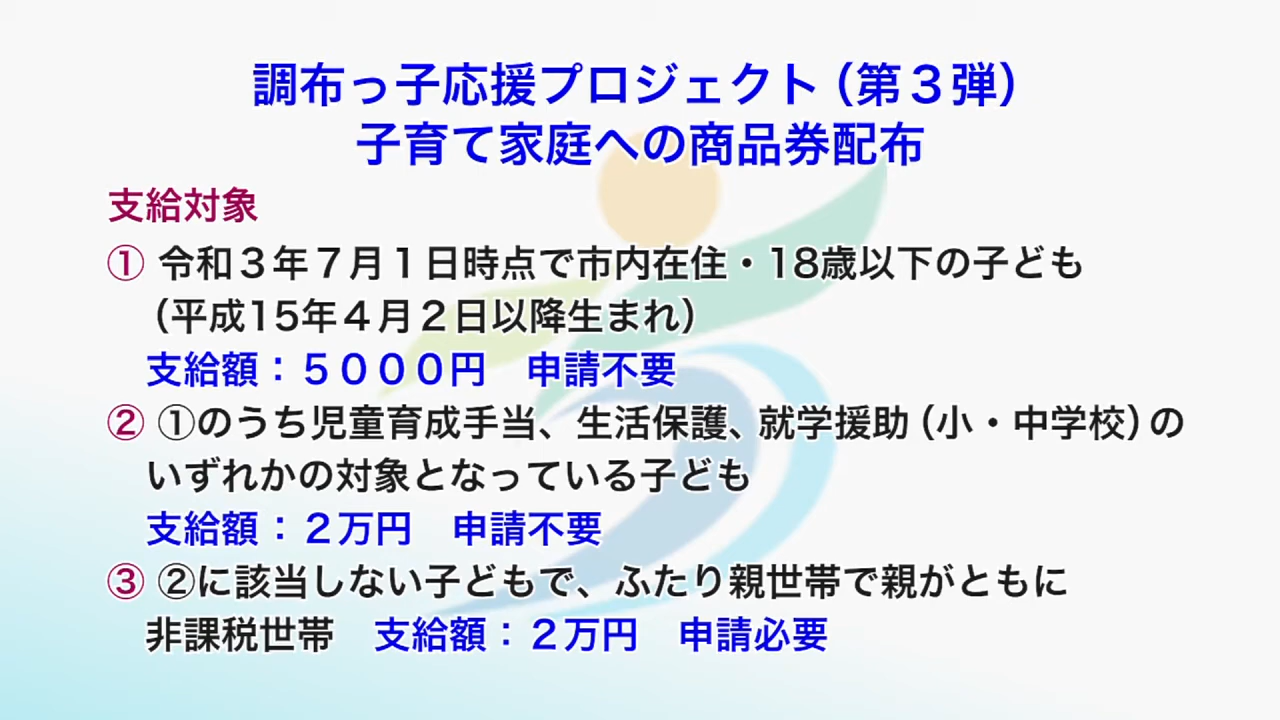 調布っ子応援プロジェクト（第３弾）
子育て家庭への商品券配布
支給対象
① 令和３年７月１日時点で市内在住・18歳以下の子ども
（平成15年４月２日以降生まれ）
支給額：５０００円　申請不要
② ①のうち児童育成手当、生活保護、就学援助（小・中学校）の
いずれかの対象となっている子ども
支給額：２万円　申請不要
③ ②に該当しない子どもで、ふたり親世帯で親がともに
非課税世帯　支給額：２万円　申請必要